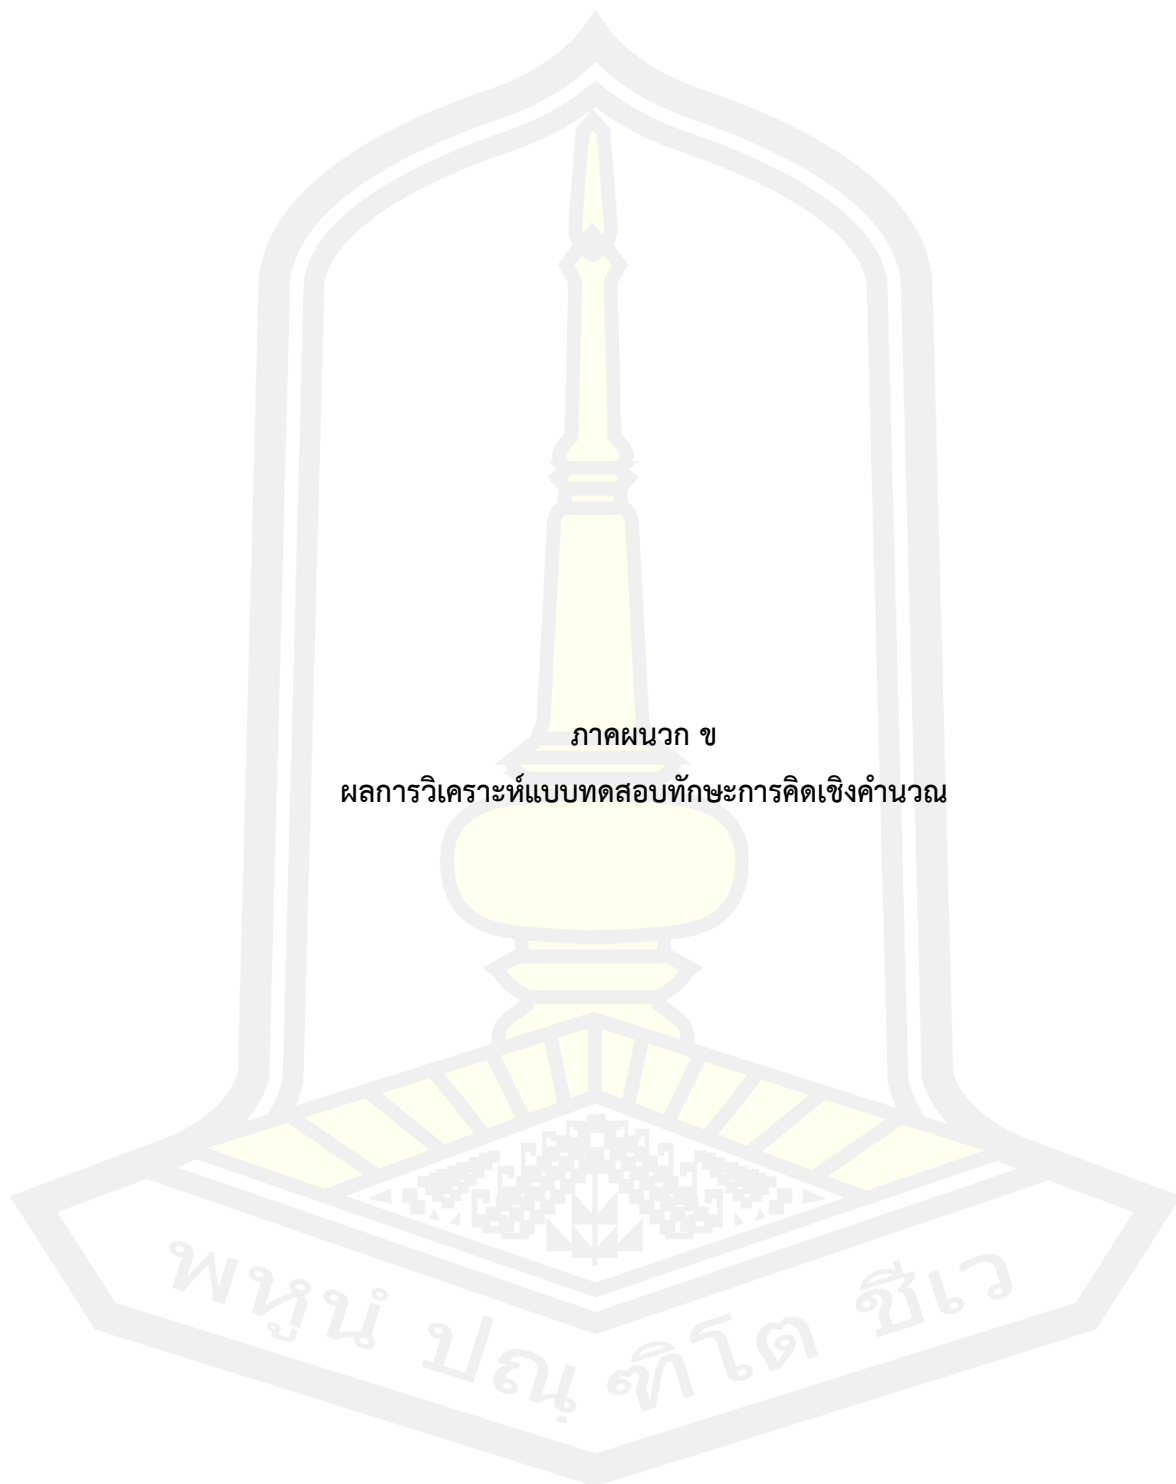 ภาคผนวก ข
ผลการวิเคราะห์แบบทดสอบทักษะการคิดเชิงคำนวณ
พหูนํ ปณฺฑิโต ชีเว